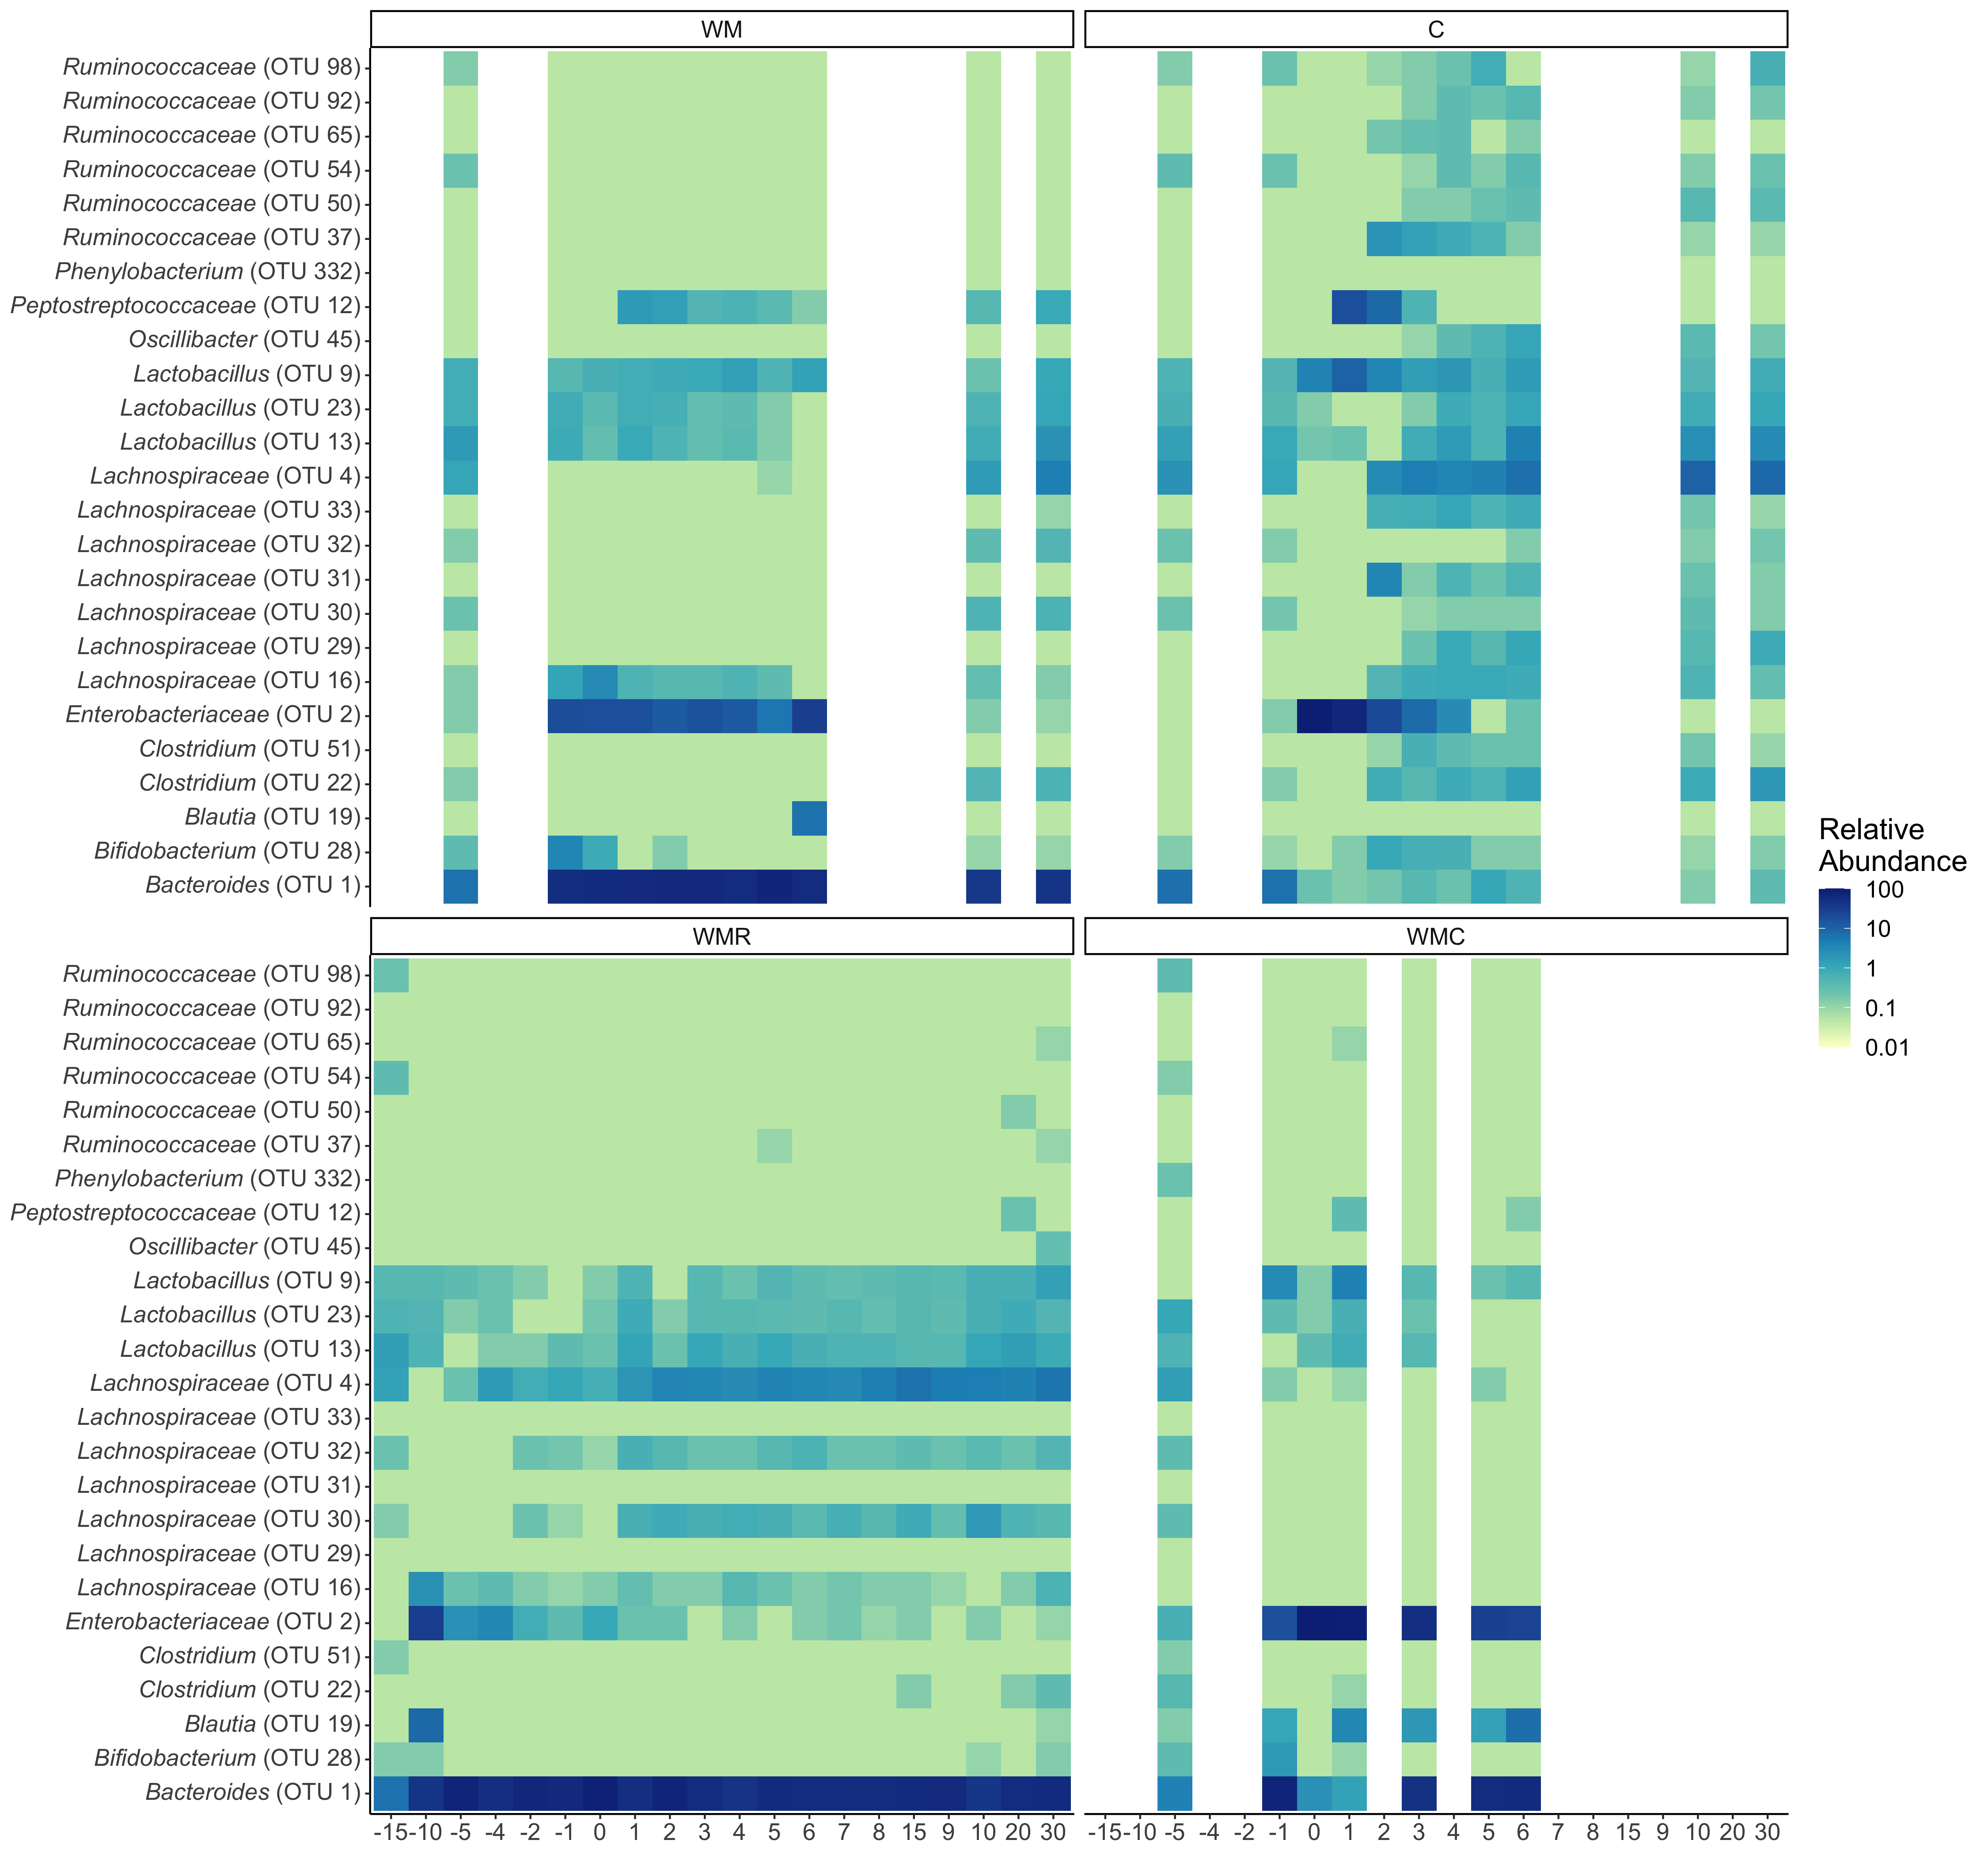 WM
C
Ruminococcaceae (OTU 98)
Ruminococcaceae (OTU 92)
Ruminococcaceae (OTU 65)
Ruminococcaceae (OTU 54)
Ruminococcaceae (OTU 50)
Ruminococcaceae (OTU 37)
Phenylobacterium (OTU 332)
Peptostreptococcaceae (OTU 12)
Oscillibacter (OTU 45)
Lactobacillus (OTU 9)
Lactobacillus (OTU 23)
Lactobacillus (OTU 13)
Lachnospiraceae (OTU 4)
Lachnospiraceae (OTU 33)
Lachnospiraceae (OTU 32)
Lachnospiraceae (OTU 31)
Lachnospiraceae (OTU 30)
Lachnospiraceae (OTU 29)
Lachnospiraceae (OTU 16)
Enterobacteriaceae (OTU 2)
Clostridium (OTU 51)
Clostridium (OTU 22)
Blautia (OTU 19)
Bifidobacterium (OTU 28)
Bacteroides (OTU 1)
WMR
WMC
Ruminococcaceae (OTU 98)
Ruminococcaceae (OTU 92)
Ruminococcaceae (OTU 65)
Ruminococcaceae (OTU 54)
Ruminococcaceae (OTU 50)
Ruminococcaceae (OTU 37)
Phenylobacterium (OTU 332)
Peptostreptococcaceae (OTU 12)
Oscillibacter (OTU 45)
Lactobacillus (OTU 9)
Lactobacillus (OTU 23)
Lactobacillus (OTU 13)
Lachnospiraceae (OTU 4)
Lachnospiraceae (OTU 33)
Lachnospiraceae (OTU 32)
Lachnospiraceae (OTU 31)
Lachnospiraceae (OTU 30)
Lachnospiraceae (OTU 29)
Lachnospiraceae (OTU 16)
Enterobacteriaceae (OTU 2)
Clostridium (OTU 51)
Clostridium (OTU 22)
Blautia (OTU 19)
Bifidobacterium (OTU 28)
Bacteroides (OTU 1)
-15 -10 -5 -4 -2 -1 0 1 2 3 4 5 6 7 8 15 9 10 20 30
-15 -10 -5 -4 -2 -1 0 1 2 3 4 5 6 7 8 15 9 10 20 30
Relative
Abundance
100
10
1
0.1
0.01